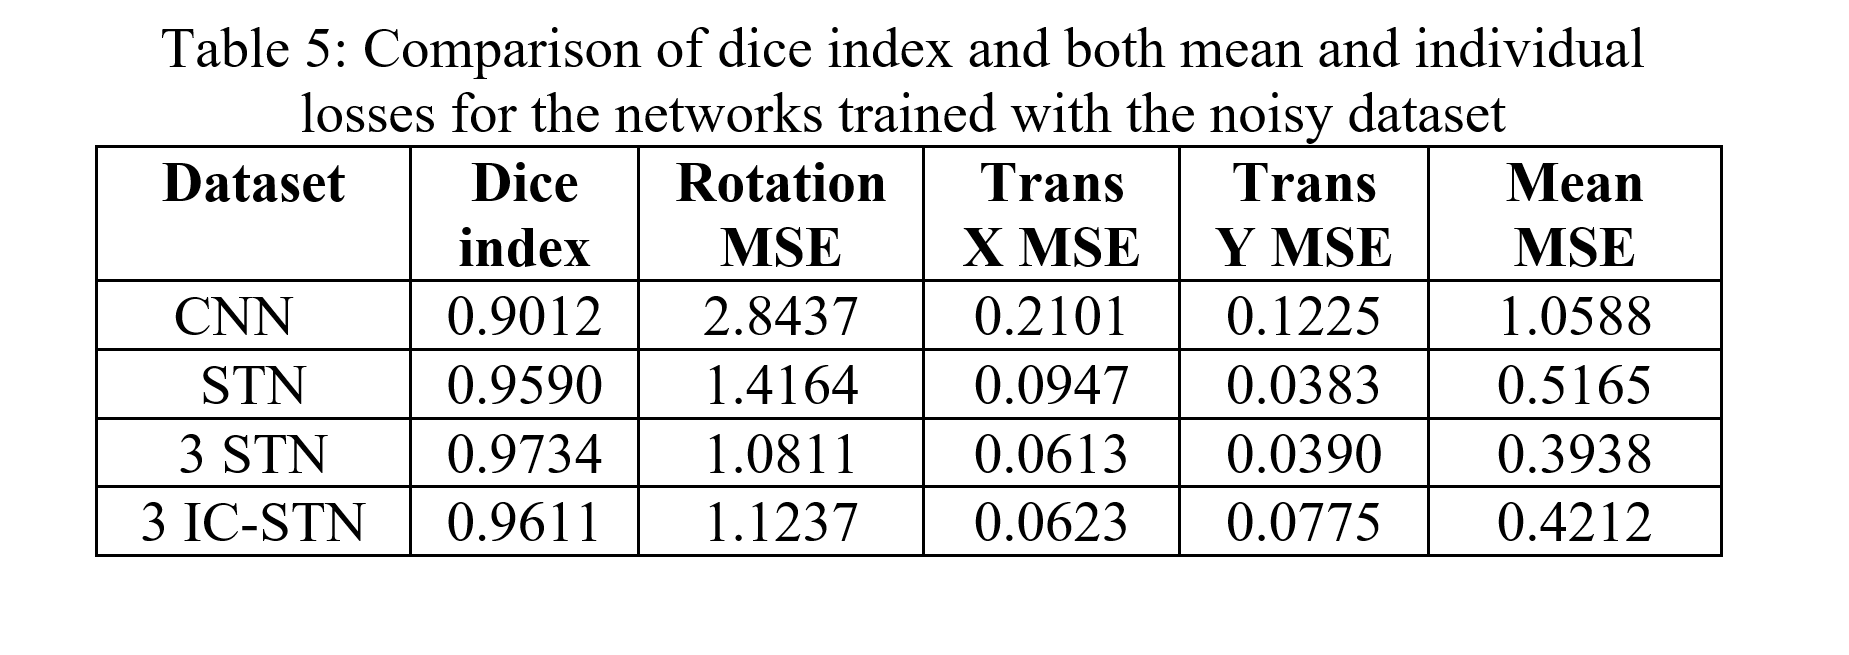 Table 5: Comparison of dice index and both mean and individual
losses for the networks trained with the noisy dataset
Dataset Dice index Rotation MSE Trans X MSE Trans Y MSE Mean MSE
CNN 0.9012 2.8437 0.2101 0.1225 1.0588
STN 0.9590 1.4164 0.0947 0.0383 0.5165
3 STN 0.9734 1.0811 0.0613 0.0390 0.3938
3 IC-STN 0.9611 1.1237 0.0623 0.0775 0.4212